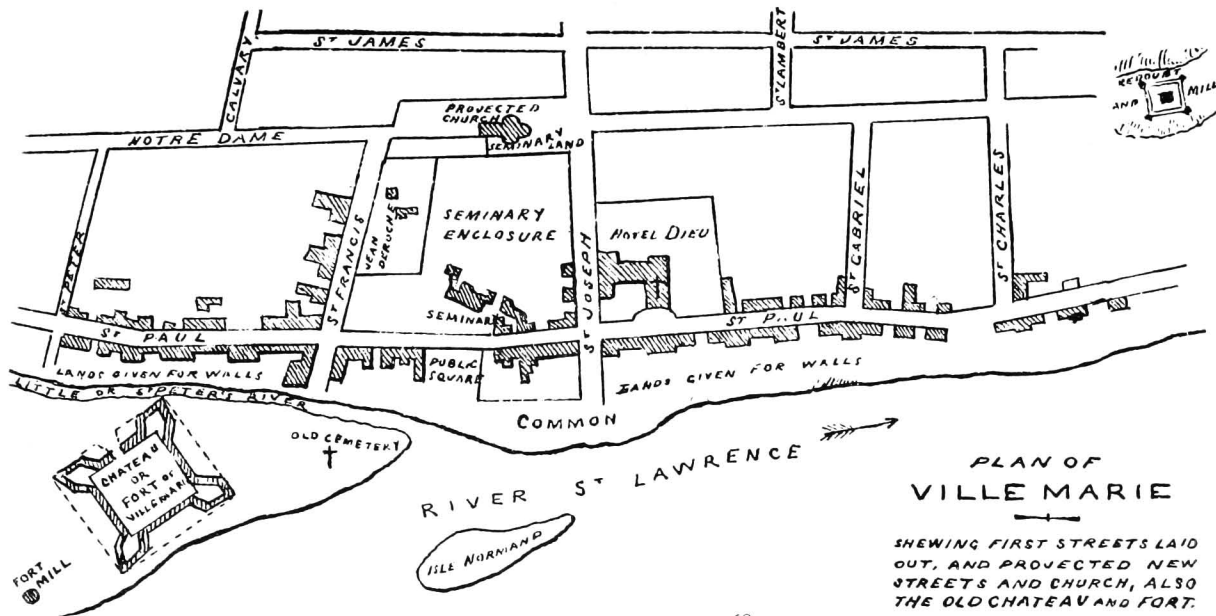 ST JAMES
ST LAMBERT
ST JAMES
CALVARY
REDOUBT
AND MILL
PROJECTED
CHURCH
NOTRE DAME
SEMINARY
LAND
ST PETER
ST FRANCIS
JEAN
DERUCHE
SEMINARY
ENCLOSURE
ST JOSEPH
HOTEL DIEU
ST GABRIEL
ST CHARLES
SEMINARY
ST PAUL
ST PAUL
PUBLIC
SQUARE
LANDS GIVEN FOR WALLS
LANDS GIVEN FOR WALLS
LITTLE OR ST PETER'S RIVER
COMMON
OLD CEMETERY
CHATEAU
OR
FORT OF
VILLEMARIE
RIVER ST LAWRENCE
ISLE NORMAND
FORT
MILL
PLAN OF
VILLE MARIE
SHEWING FIRST STREETS LAID
OUT, AND PROJECTED NEW
STREETS AND CHURCH, ALSO
THE OLD CHATEAU AND FORT.